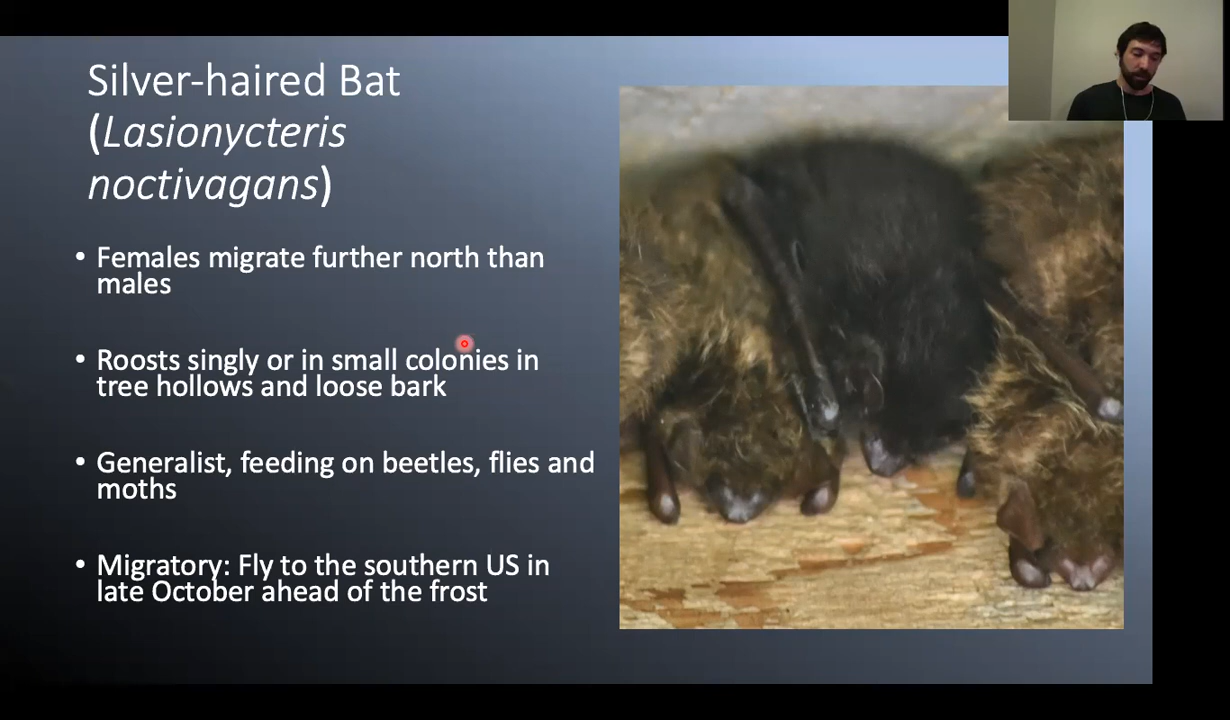 Silver-haired Bat
(Lasionycteris
noctivagans)
• Females migrate further north than
males
• Roosts singly or in small colonies in
tree hollows and loose bark
• Generalist, feeding on beetles, flies and
moths
• Migratory: Fly to the southern US in
late October ahead of the frost